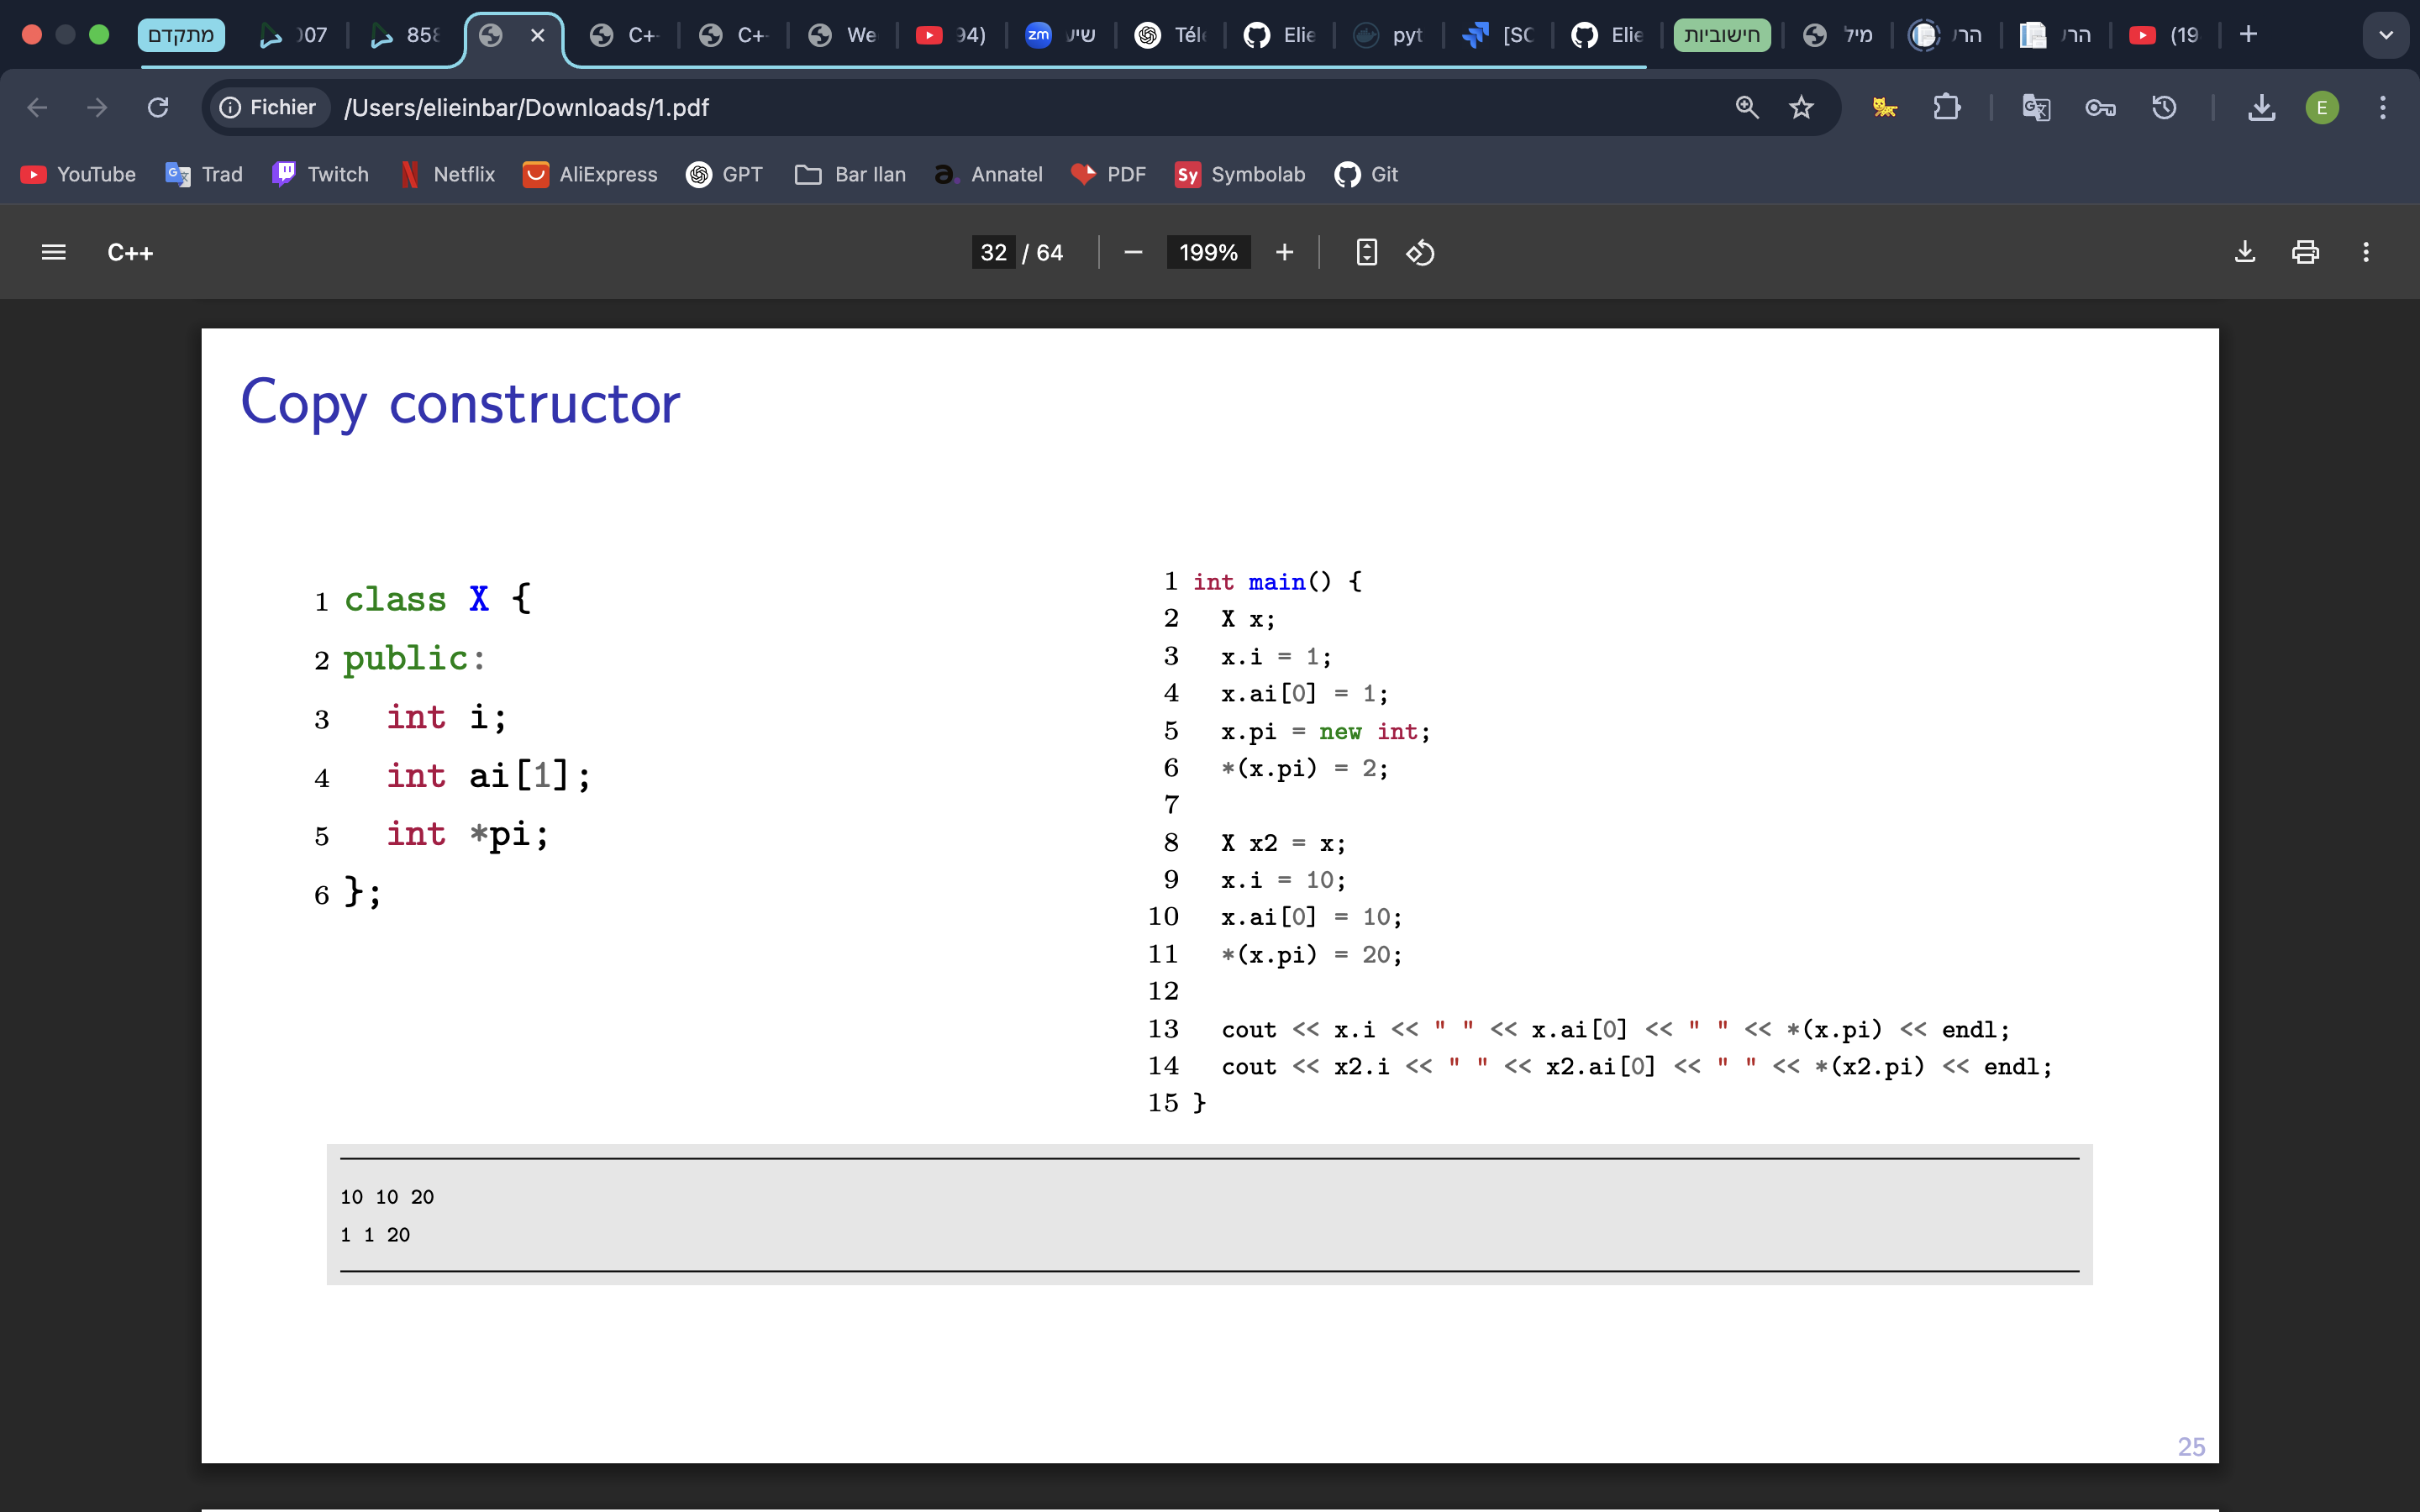 מתקדם
007
858
C+
C+
We
94)
zm
שיע
Télé
Elie
pyt
[SC
Elie
חישוביות
מיל
הרי
הרי
(19
Fichier
/Users/elieinbar/Downloads/1.pdf
E
YouTube
Trad
Twitch
Netflix
AliExpress
GPT
Bar Ilan
Annatel
PDF
Sy Symbolab
Git
C++
32 / 64
199%
Copy constructor
1 class X {
2 public:
3 int i;
4 int ai[1];
5 int *pi;
6 };
1 int main() {
2 X x;
3 x.i = 1;
4 x.ai[0] = 1;
5 x.pi = new int;
6 *(x.pi) = 2;
7
8 X x2 = x;
9 x.i = 10;
10 x.ai[0] = 10;
11 *(x.pi) = 20;
12
13 cout << x.i << " " << x.ai[0] << " " << *(x.pi) << endl;
14 cout << x2.i << " " << x2.ai[0] << " " << *(x2.pi) << endl;
15 }
10 10 20
1 1 20
25